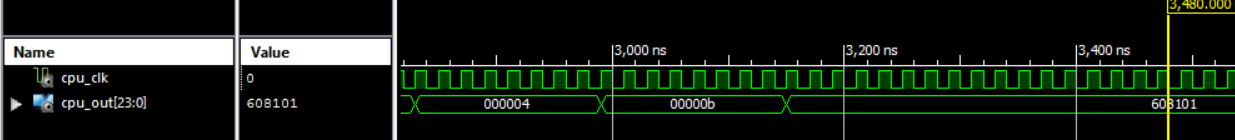 3,480.000
Name Value 3,000 ns 3,200 ns 3,400 ns
cpu_clk 0
cpu_out[23:0] 608101 000004 00000b 608101